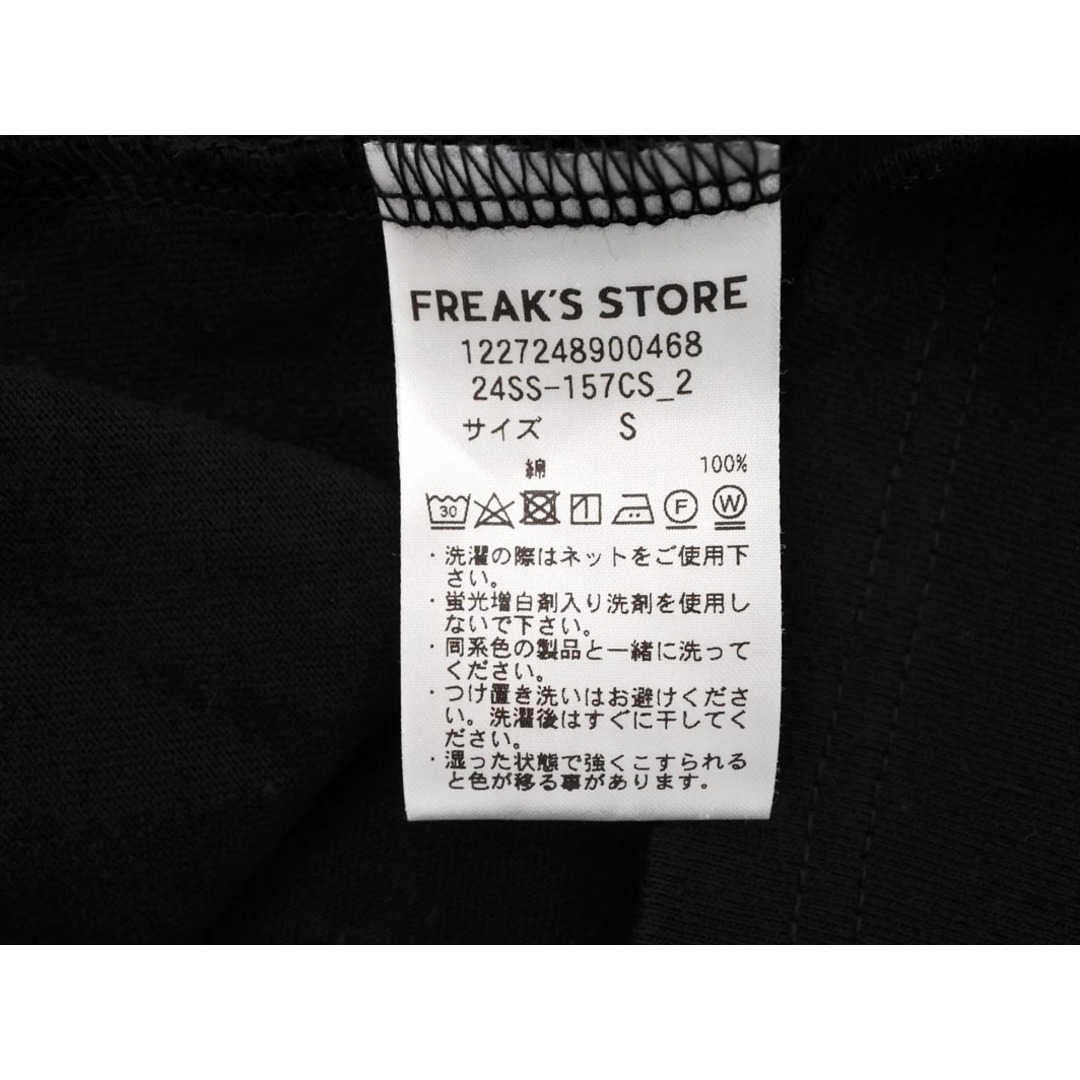 FREAK'S STORE
1227248900468
24SS-157CS_2
サイズ S
綿 100%
30 F W
・洗濯の際はネットをご使用下
さい。
・蛍光増白剤入り洗剤を使用し
ないで下さい。
・同系色の製品と一緒に洗って
ください。
・つけ置き洗いはお避けくださ
い。洗濯後はすぐに干してく
ださい。
・湿った状態で強くこすられる
と色が移る事があります。